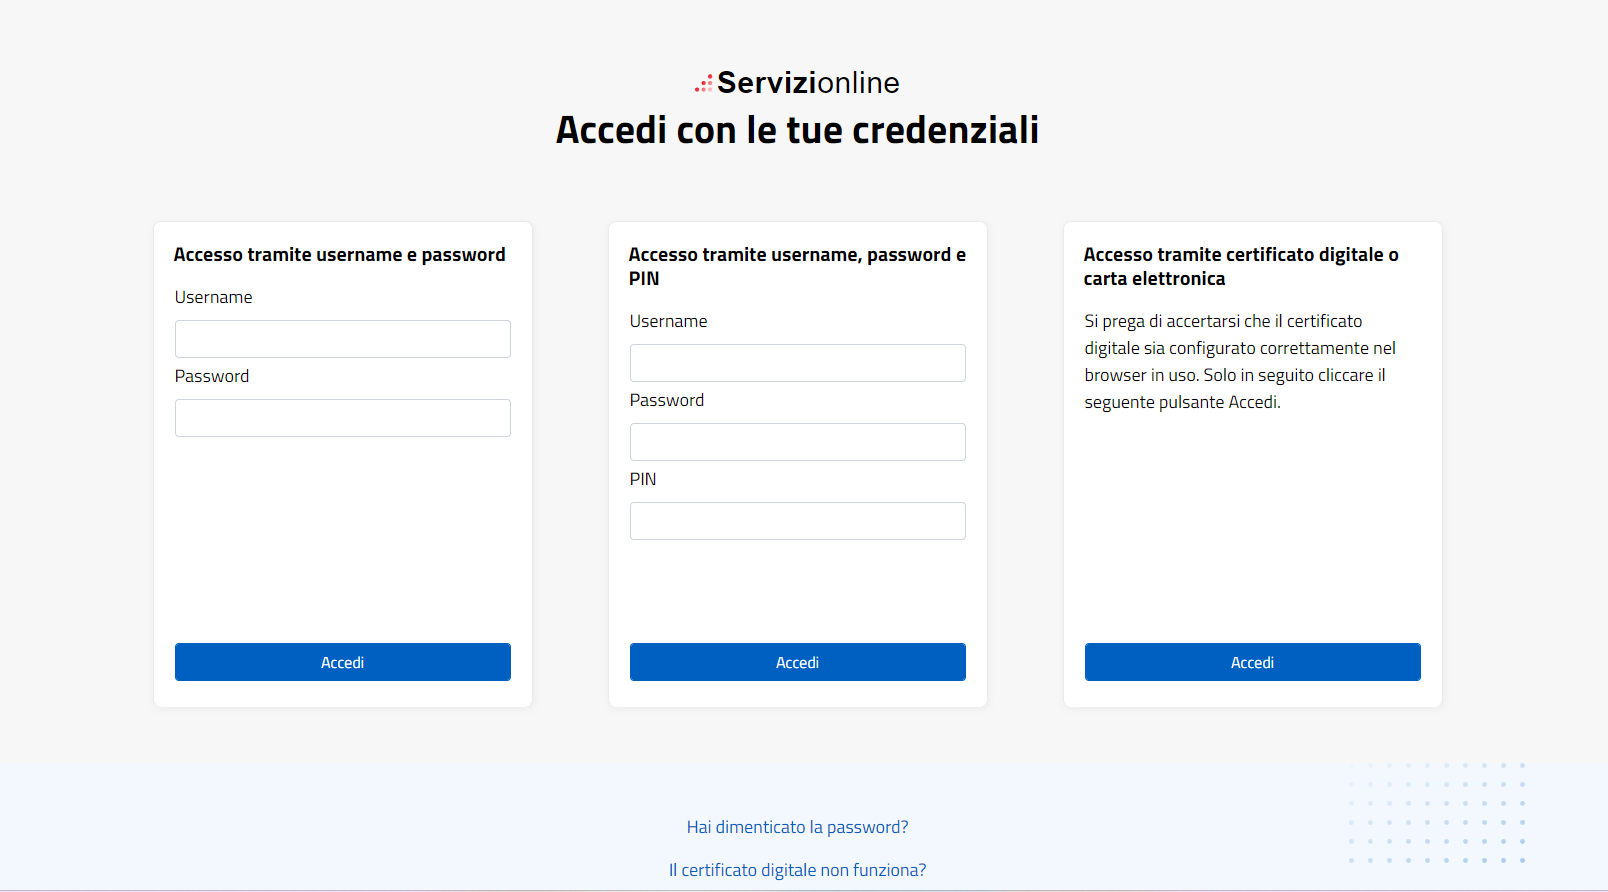 Servizionline
Accedi con le tue credenziali
Accesso tramite username e password
Username
Password
Accedi
Accesso tramite username, password e
PIN
Username
Password
PIN
Accedi
Accesso tramite certificato digitale o
carta elettronica
Si prega di accertarsi che il certificato
digitale sia configurato correttamente nel
browser in uso. Solo in seguito cliccare il
seguente pulsante Accedi.
Accedi
Hai dimenticato la password?
Il certificato digitale non funziona?